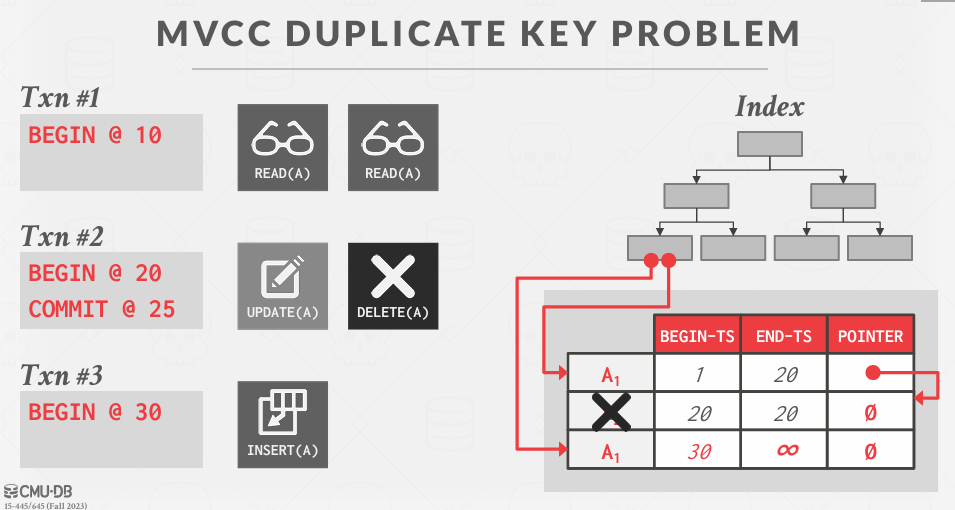 MVCC DUPLICATE KEY PROBLEM
Txn #1
BEGIN @ 10
READ(A)
READ(A)
Txn #2
BEGIN @ 20
COMMIT @ 25
UPDATE(A)
DELETE(A)
Txn #3
BEGIN @ 30
INSERT(A)
Index
BEGIN-TS END-TS POINTER
A₁ 1 20
20 20 Ø
A₁ 30 ∞ Ø
CMU·DB
15-445/645 (Fall 2023)